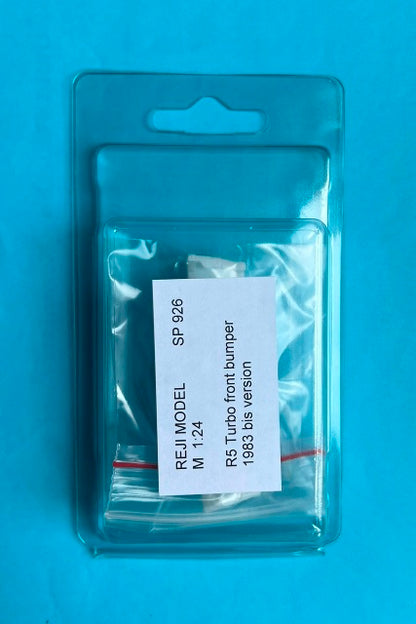 REJI MODEL SP 926
M 1:24
R5 Turbo front bumper
1983 bis version